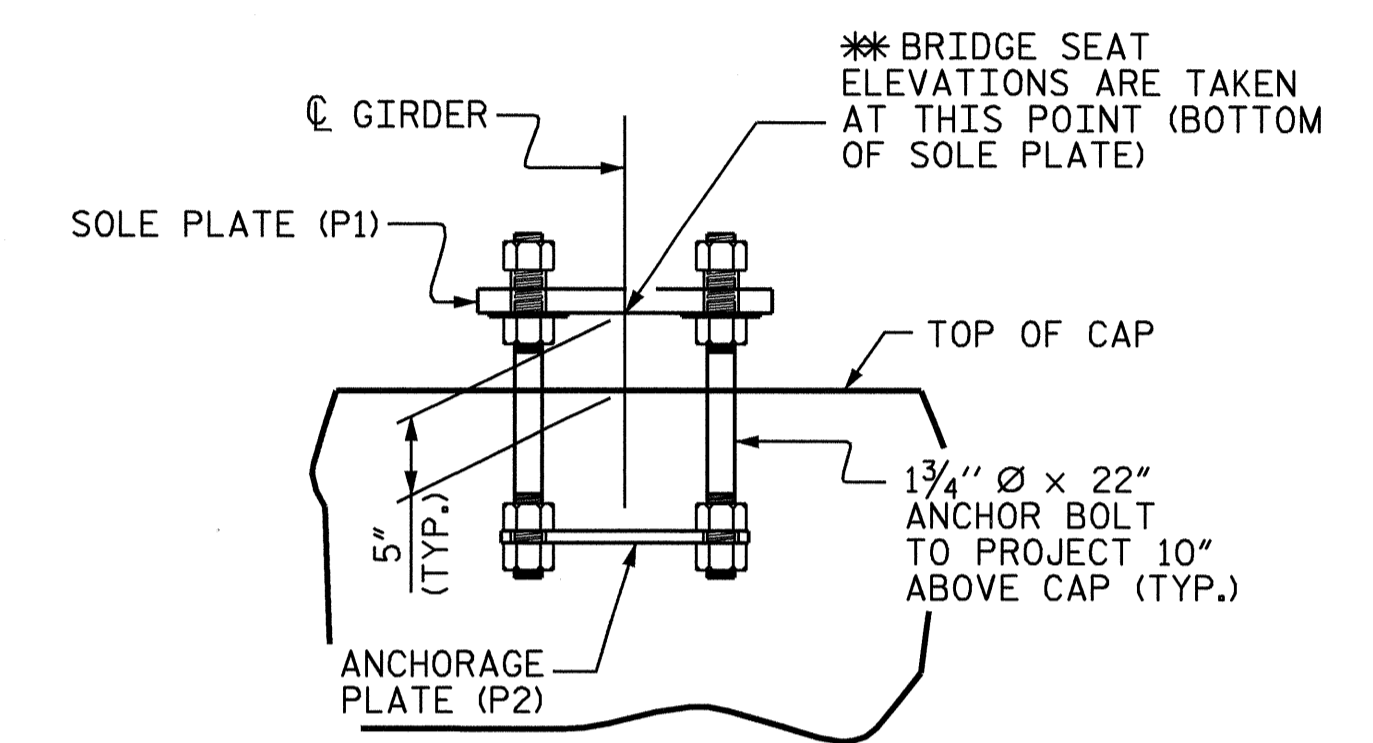 ✳✳ BRIDGE SEAT
ELEVATIONS ARE TAKEN
AT THIS POINT (BOTTOM
OF SOLE PLATE)
℄ GIRDER
SOLE PLATE (P1)
TOP OF CAP
1¾" Ø x 22"
ANCHOR BOLT
TO PROJECT 10"
ABOVE CAP (TYP.)
5"
(TYP.)
ANCHORAGE
PLATE (P2)